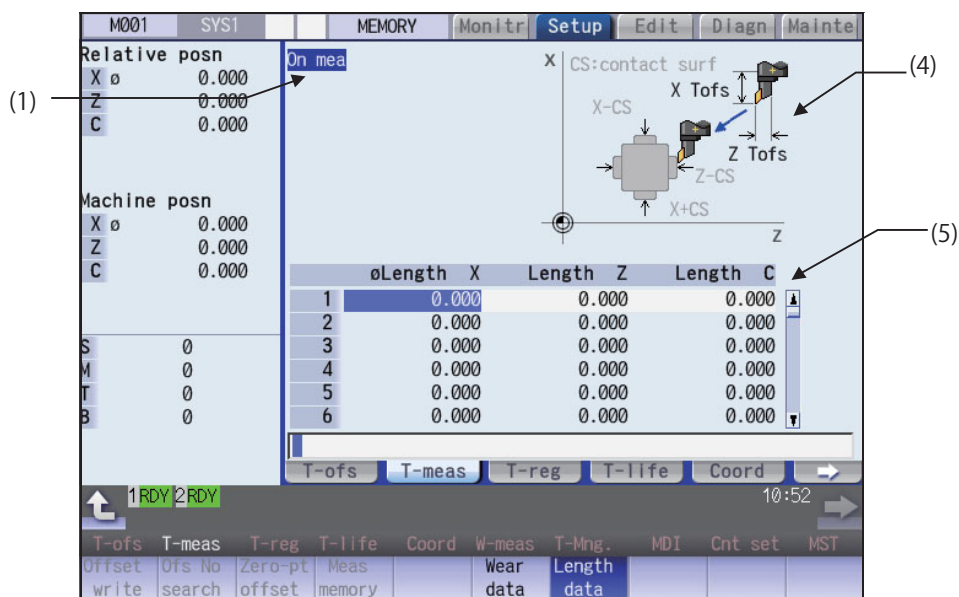 M001 SYS1 MEMORY Monitr Setup Edit Diagn Mainte
Relative posn
X ø 0.000
Z 0.000
C 0.000
Machine posn
X ø 0.000
Z 0.000
C 0.000
S 0
M 0
T 0
B 0
(1)
On mea
X
CS:contact surf
X Tofs
(4)
X-CS
Z Tofs
Z-CS
X+CS
Z
(5)
øLength X Length Z Length C
1 0.000 0.000 0.000
2 0.000 0.000 0.000
3 0.000 0.000 0.000
4 0.000 0.000 0.000
5 0.000 0.000 0.000
6 0.000 0.000 0.000
T-ofs T-meas T-reg T-life Coord
1 RDY 2 RDY 10:52
T-ofs T-meas T-reg T-life Coord W-meas T-Mng. MDI Cnt set MST
Offset Ofs No Zero-pt Meas Wear Length
write search offset memory data data